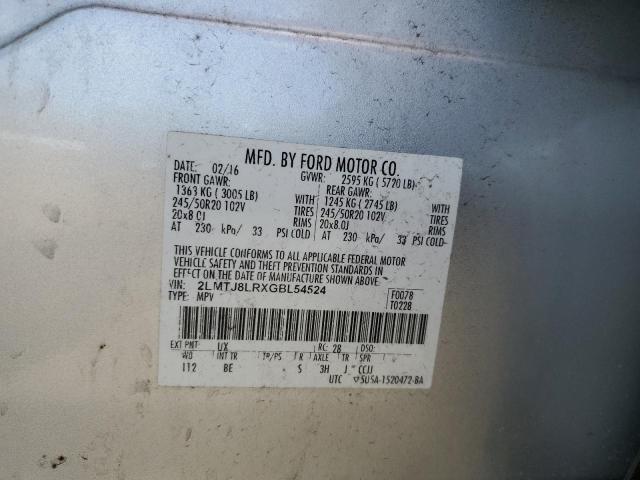 MFD. BY FORD MOTOR CO.
DATE: 02/16 GVWR: 2595 KG ( 5720 LB)
FRONT GAWR: REAR GAWR:
1363 KG ( 3005 LB) WITH 1245 KG ( 2745 LB) WITH
245/50R20 102V TIRES 245/50R20 102V TIRES
20x8.0J RIMS 20x8.0J RIMS
AT 230 kPa/ 33 PSI COLD AT 230 kPa/ 33 PSI COLD
THIS VEHICLE CONFORMS TO ALL APPLICABLE FEDERAL MOTOR
VEHICLE SAFETY AND THEFT PREVENTION STANDARDS IN
EFFECT ON THE DATE OF MANUFACTURE SHOWN ABOVE.
VIN: 2LMTJ8LRXGBL54524 F0078
TYPE: MPV T0228
EXT PNT: UX RC: 28 DSO:
WB INT TR TP/PS R AXLE TR SPR
112 BE S 3H J CCJJ
UTC ▽5U5A-1520472-BA